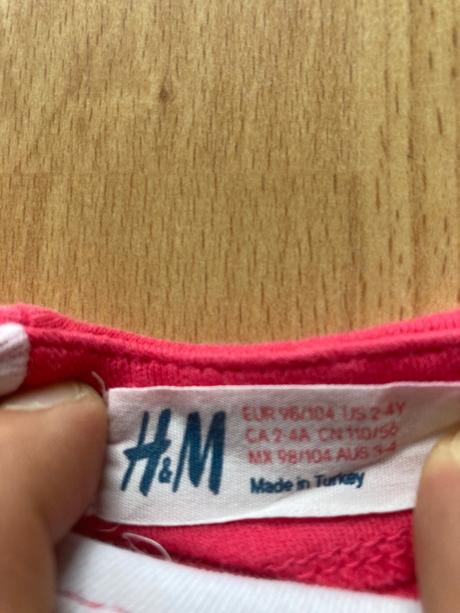 H&M
EUR 98/104 US 2-4Y
CA 2-4A CN 110/56
MX 98/104 AUS 3-4
Made in Turkey